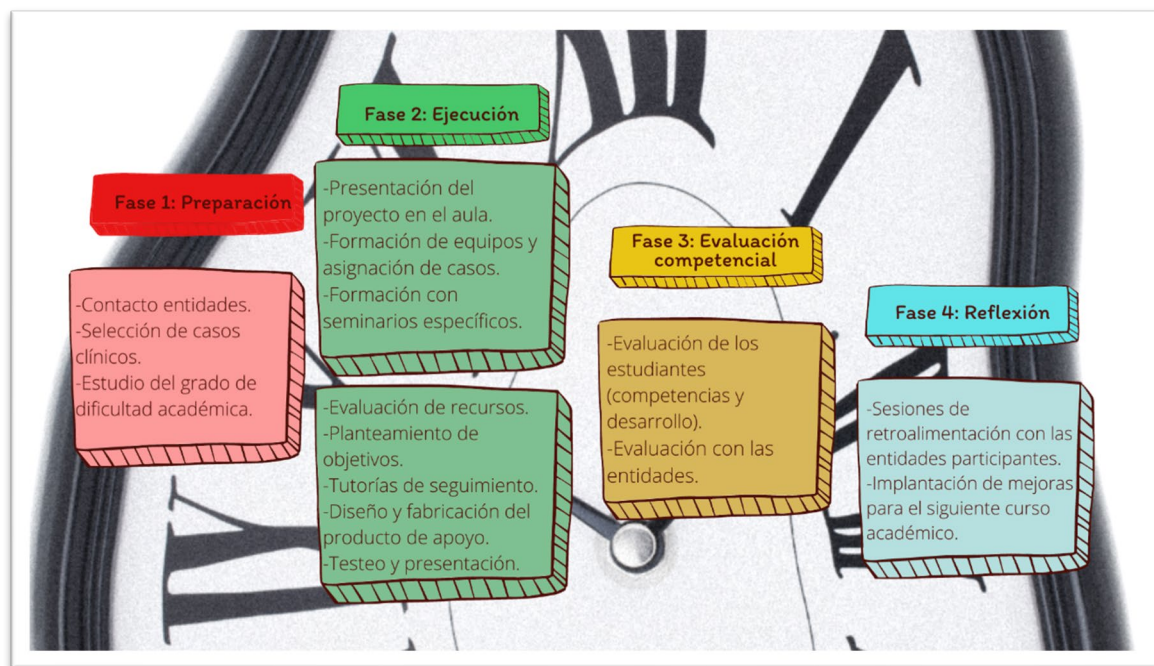 Fase 1: Preparación
-Contacto entidades.
-Selección de casos
clínicos.
-Estudio del grado de
dificultad académica.
Fase 2: Ejecución
-Presentación del
proyecto en el aula.
-Formación de equipos y
asignación de casos.
-Formación con
seminarios específicos.
-Evaluación de recursos.
-Planteamiento de
objetivos.
-Tutorías de seguimiento.
-Diseño y fabricación del
producto de apoyo.
-Testeo y presentación.
Fase 3: Evaluación
competencial
-Evaluación de los
estudiantes
(competencias y
desarrollo).
-Evaluación con las
entidades.
Fase 4: Reflexión
-Sesiones de
retroalimentación con las
entidades participantes.
-Implantación de mejoras
para el siguiente curso
académico.